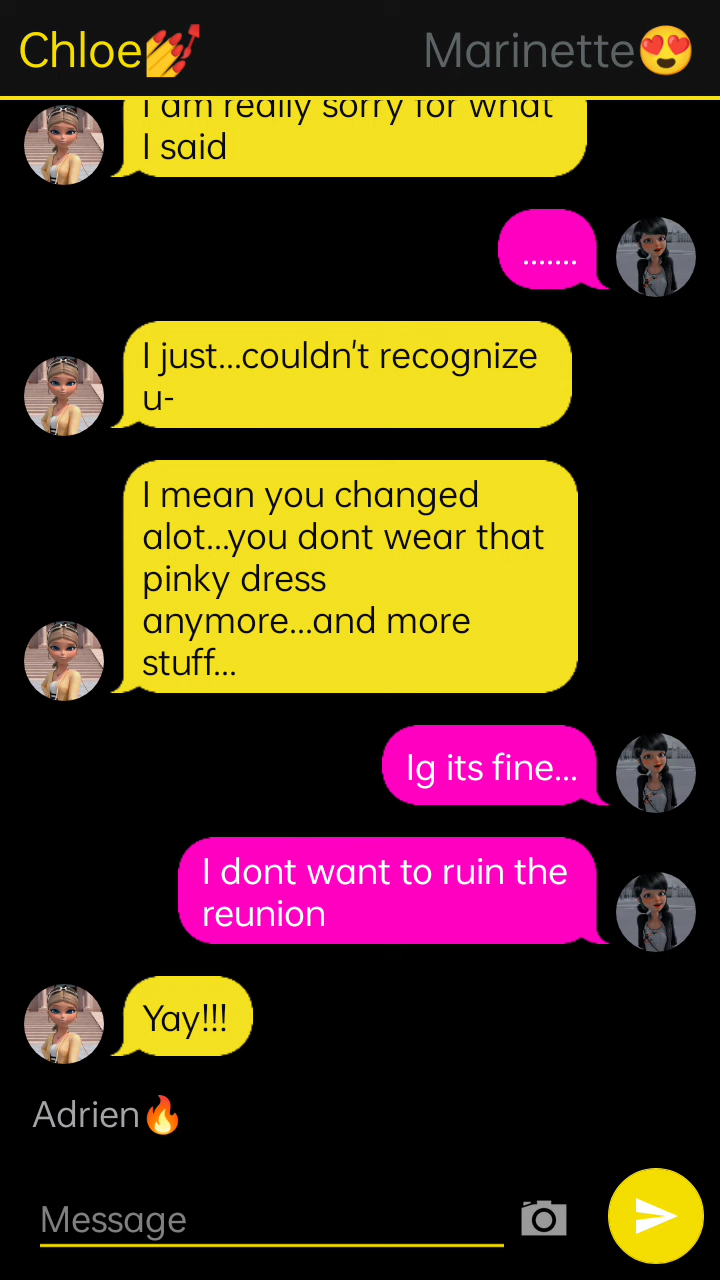 Chloe💅 Marinette😍
I am really sorry for what
I said
.......
I just...couldn't recognize
u-
I mean you changed
alot...you dont wear that
pinky dress
anymore...and more
stuff...
Ig its fine...
I dont want to ruin the
reunion
Yay!!!
Adrien🔥
Message